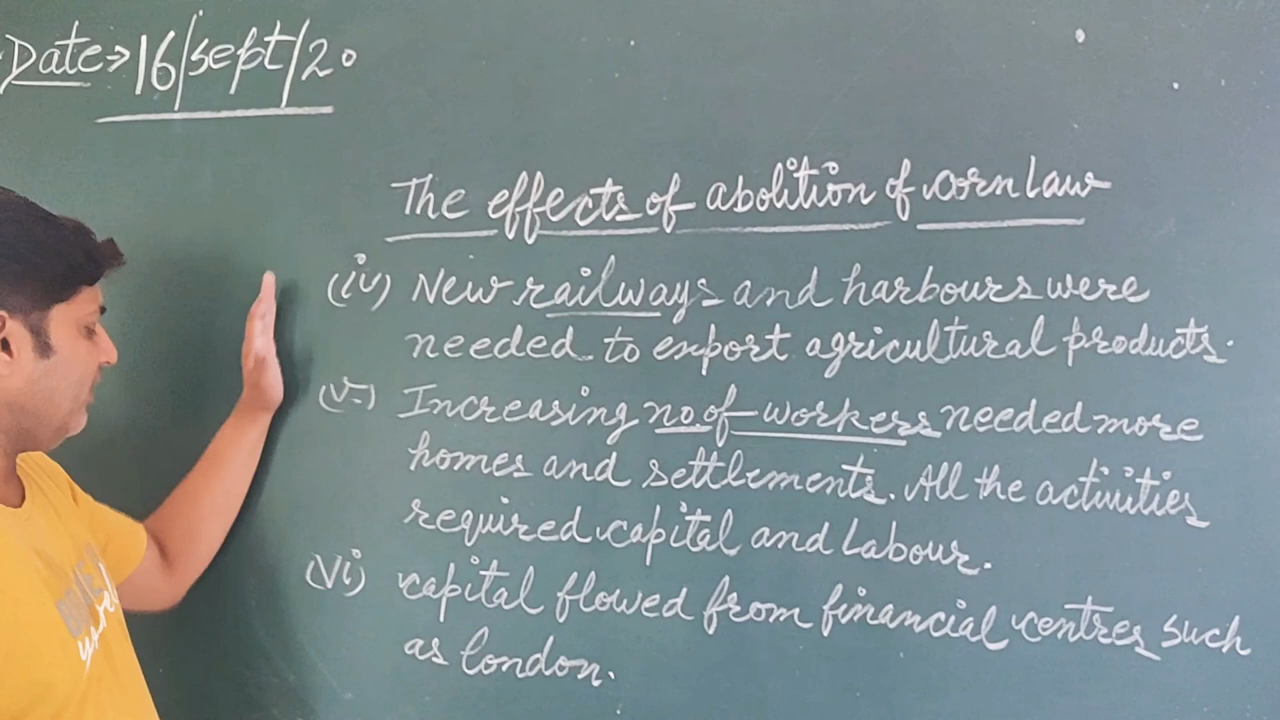 Date⇒16/sept/20
The effects of abolition of corn law
(iv) New railways and harbours were
needed to export agricultural products.
(v) Increasing no. of workers needed more
homes and settlements. All the activities
required capital and Labour.
(Vi) capital flowed from financial centres such
as london.